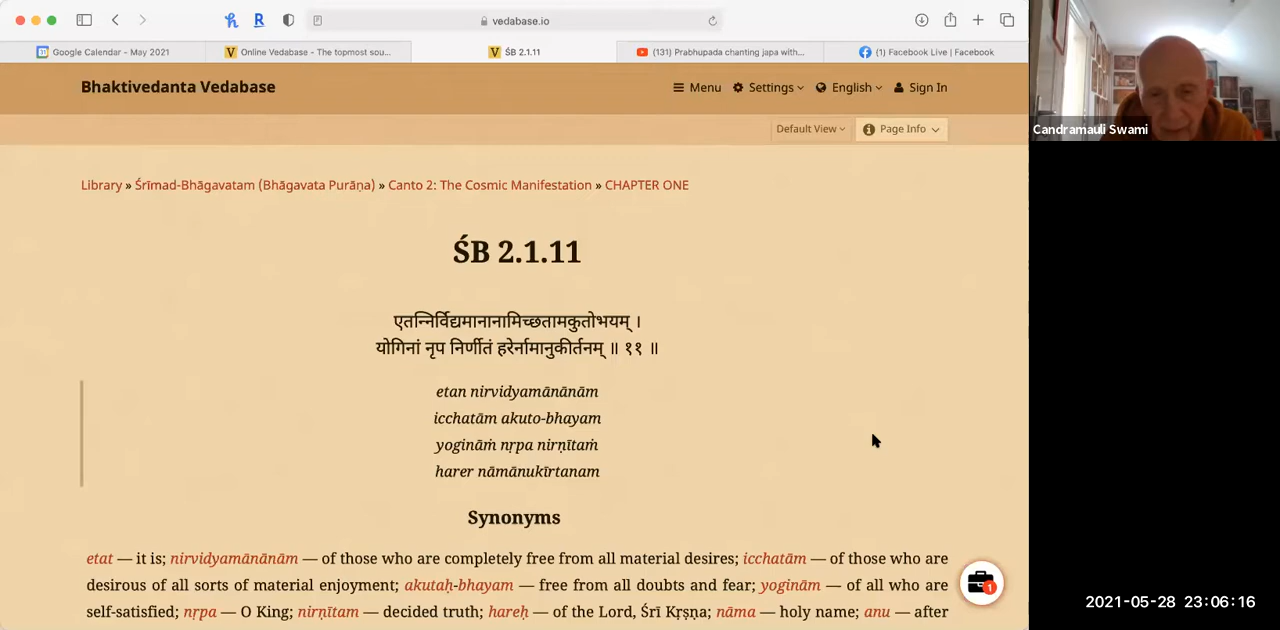 vedabase.io
Google Calendar - May 2021
Online Vedabase - The topmost sou...
ŚB 2.1.11
(131) Prabhupada chanting japa with...
(1) Facebook Live | Facebook
Bhaktivedanta Vedabase
Menu Settings English Sign In
Default View Page Info
Candramauli Swami
Library » Śrīmad-Bhāgavatam (Bhāgavata Purāṇa) » Canto 2: The Cosmic Manifestation » CHAPTER ONE
ŚB 2.1.11
एतन्निर्विद्यमानानामिच्छतामकुतोभयम् ।
योगिनां नृप निर्णीतं हरेर्नामानुकीर्तनम् ॥ ११ ॥
etan nirvidyamānānām
icchatām akuto-bhayam
yogināṁ nṛpa nirṇītaṁ
harer nāmānukīrtanam
Synonyms
etat — it is; nirvidyamānānām — of those who are completely free from all material desires; icchatām — of those who are
desirous of all sorts of material enjoyment; akutaḥ-bhayam — free from all doubts and fear; yoginām — of all who are
self-satisfied; nṛpa — O King; nirṇītam — decided truth; hareḥ — of the Lord, Śrī Kṛṣṇa; nāma — holy name; anu — after
1
2021-05-28 23:06:16